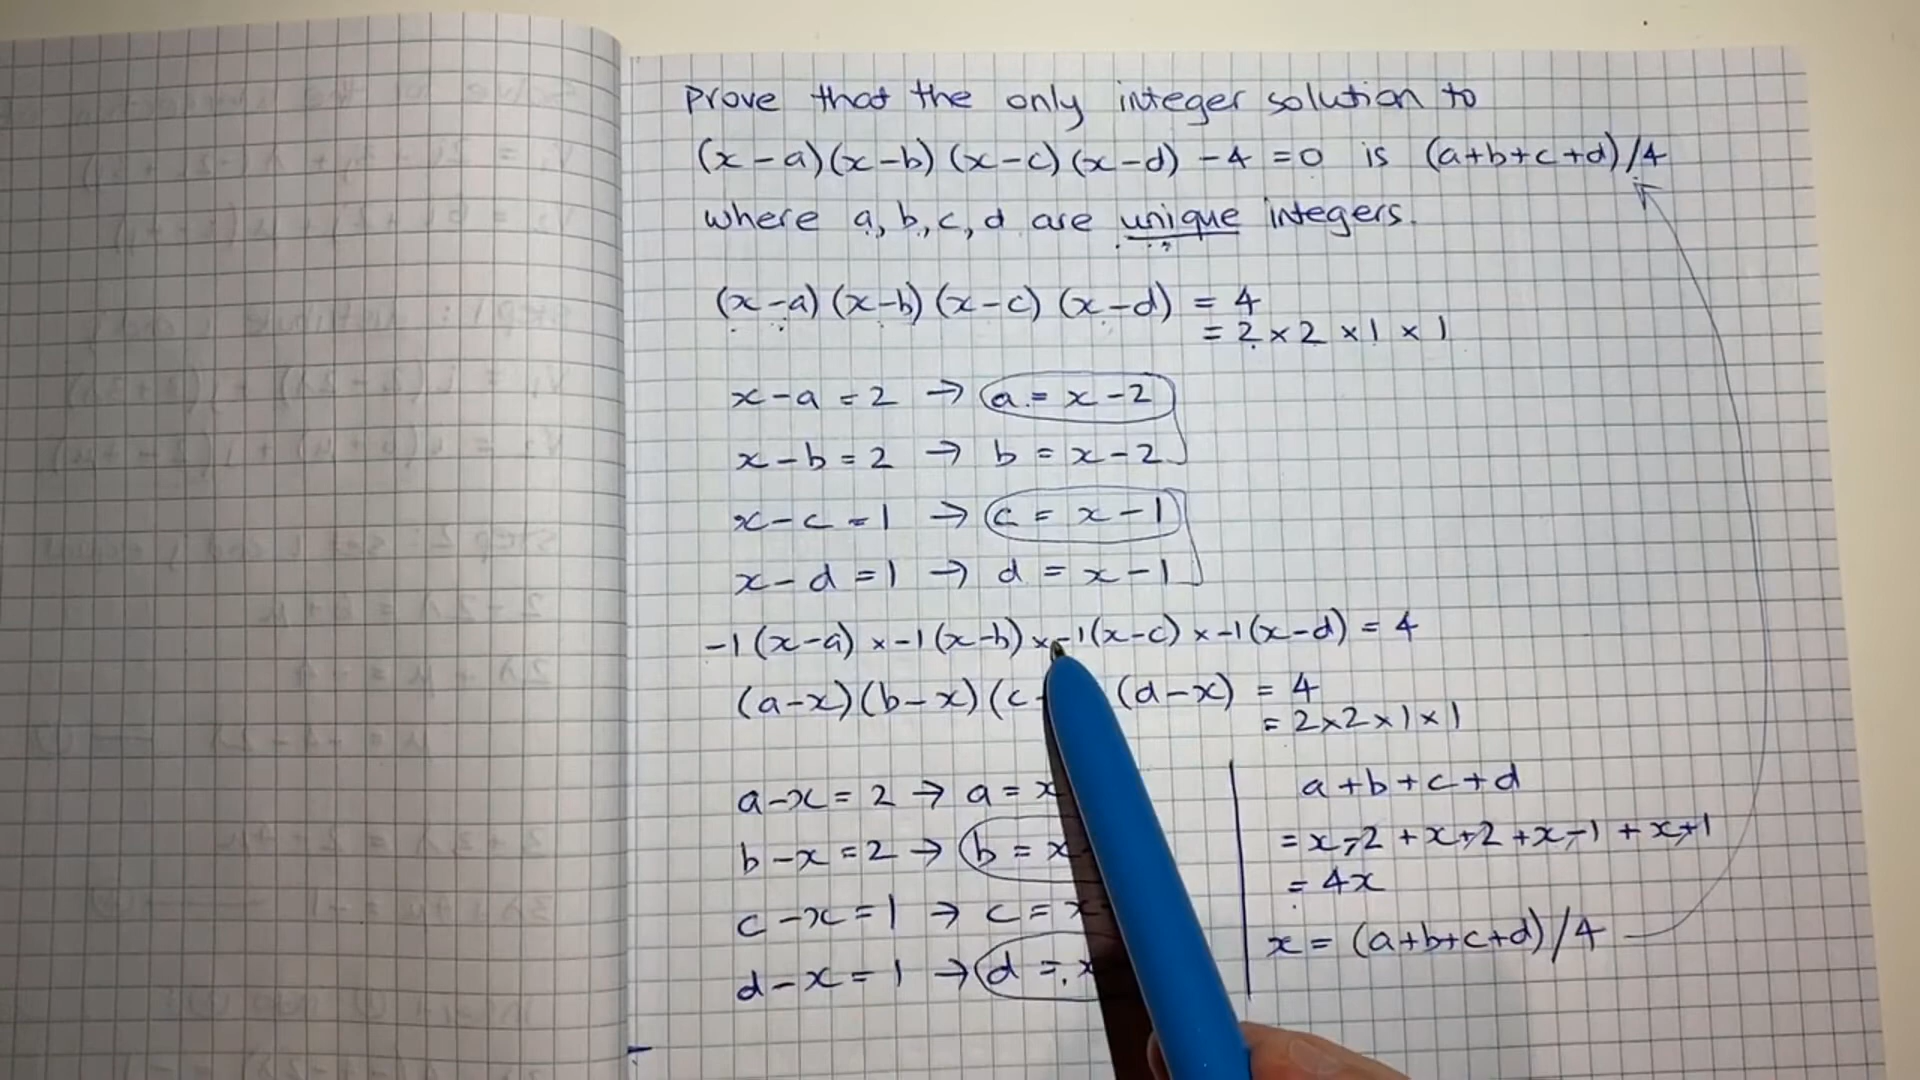 Prove that the only integer solution to
(x-a)(x-b)(x-c)(x-d) - 4 = 0 is (a+b+c+d)/4
where a, b, c, d are unique integers.
(x-a)(x-b)(x-c)(x-d) = 4
= 2 × 2 × 1 × 1
x-a = 2 → a = x-2
x-b = 2 → b = x-2
x-c = 1 → c = x-1
x-d = 1 → d = x-1
-1(x-a) × -1(x-b) × -1(x-c) × -1(x-d) = 4
(a-x)(b-x)(c- (d-x) = 4
= 2×2×1×1
a-x = 2 → a = x
b-x = 2 → b = x
c-x = 1 → c = x
d-x = 1 → d = x
a+b+c+d
= x-2 + x+2 + x-1 + x+1
= 4x
x = (a+b+c+d)/4